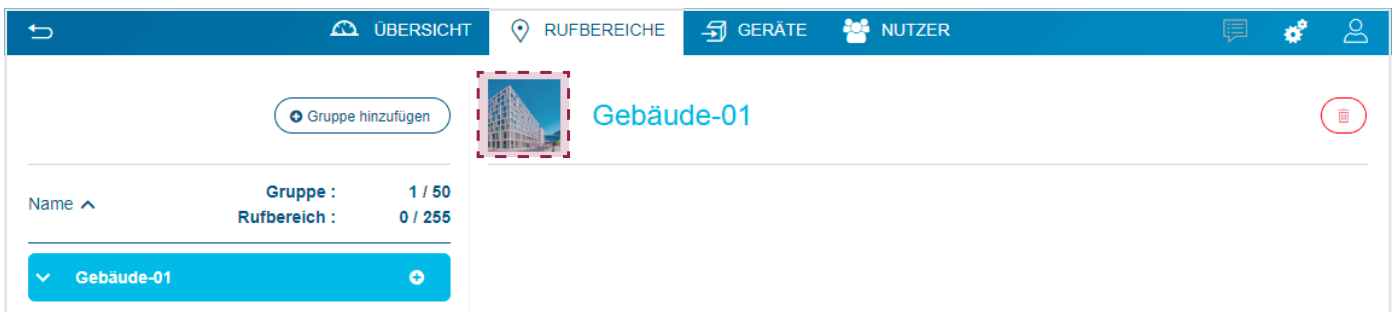 ÜBERSICHT RUFBEREICHE GERÄTE NUTZER
Gruppe hinzufügen
Gebäude-01
Name Gruppe : 1 / 50
Rufbereich : 0 / 255
Gebäude-01